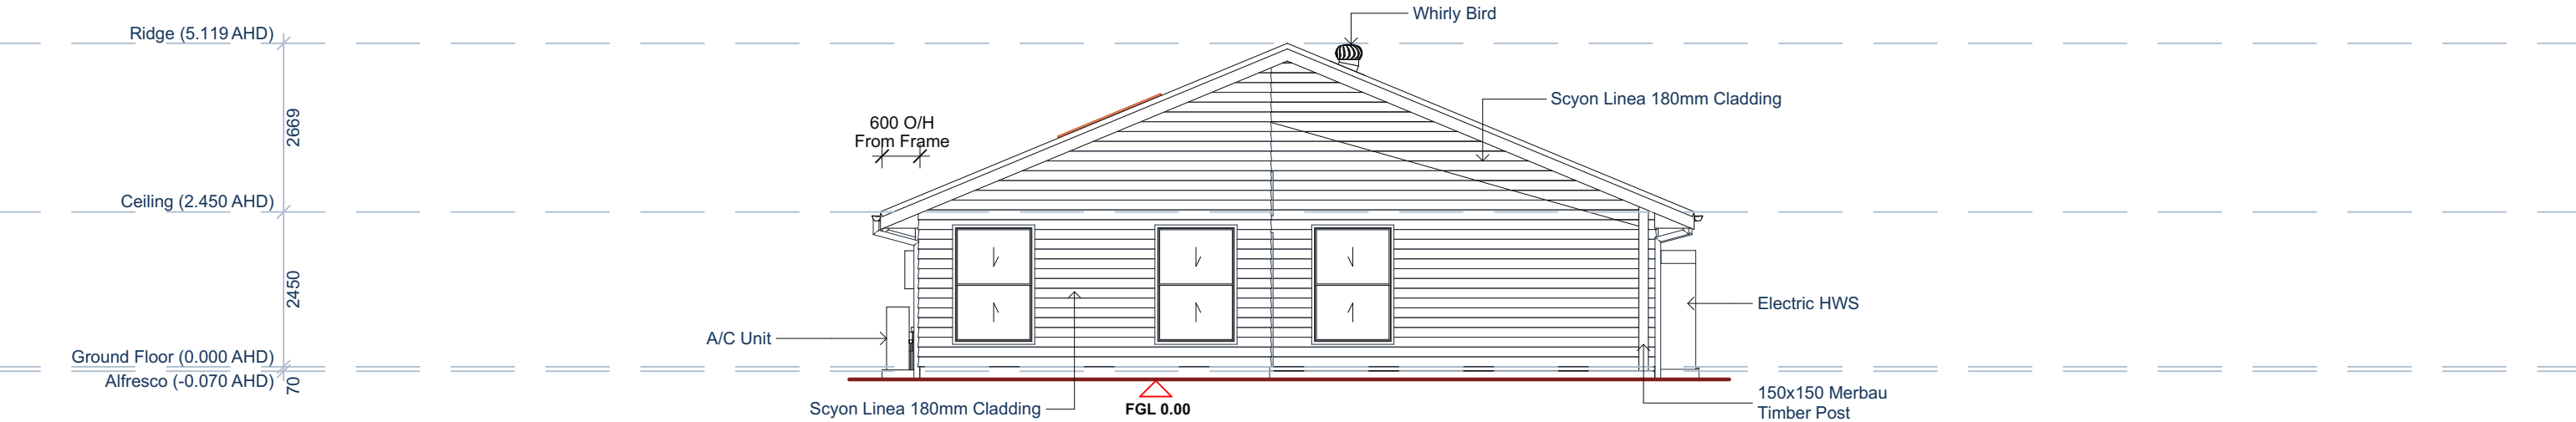 Whirly Bird
Ridge (5.119 AHD)
Scyon Linea 180mm Cladding
2669
600 O/H
From Frame
Ceiling (2.450 AHD)
2450
Electric HWS
A/C Unit
Ground Floor (0.000 AHD)
Alfresco (-0.070 AHD)
70
Scyon Linea 180mm Cladding
FGL 0.00
150x150 Merbau
Timber Post